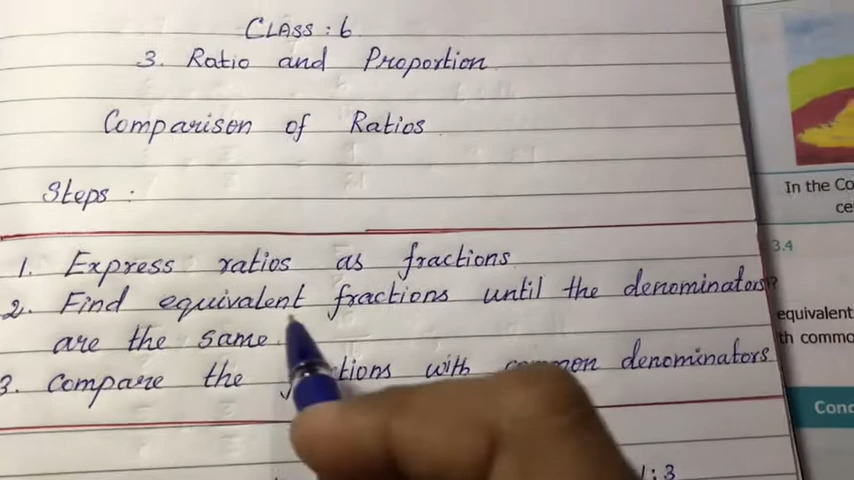 CLASS : 6
3. Ratio and Proportion
Comparison of Ratios
Steps :
1. Express ratios as fractions
2. Find equivalent fractions until the denominators
are the same
3. Compare the with common denominators
In the Co
ce
3.4
equivalent
th commo
Conc
: 3